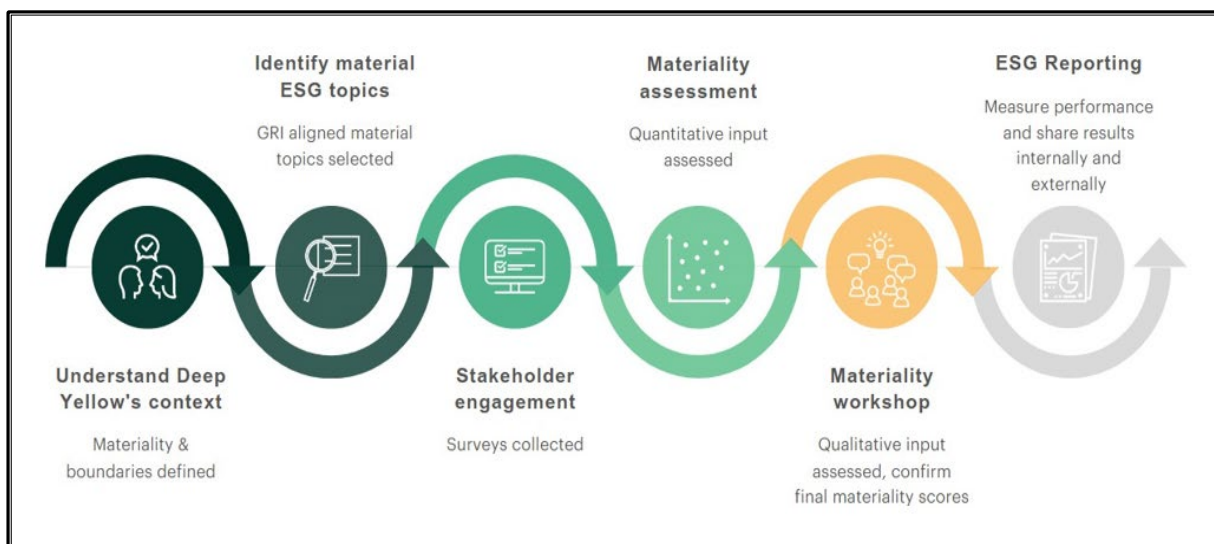 Understand Deep
Yellow's context
Materiality &
boundaries defined
Identify material
ESG topics
GRI aligned material
topics selected
Stakeholder
engagement
Surveys collected
Materiality
assessment
Quantitative input
assessed
Materiality
workshop
Qualitative input
assessed, confirm
final materiality scores
ESG Reporting
Measure performance
and share results
internally and
externally